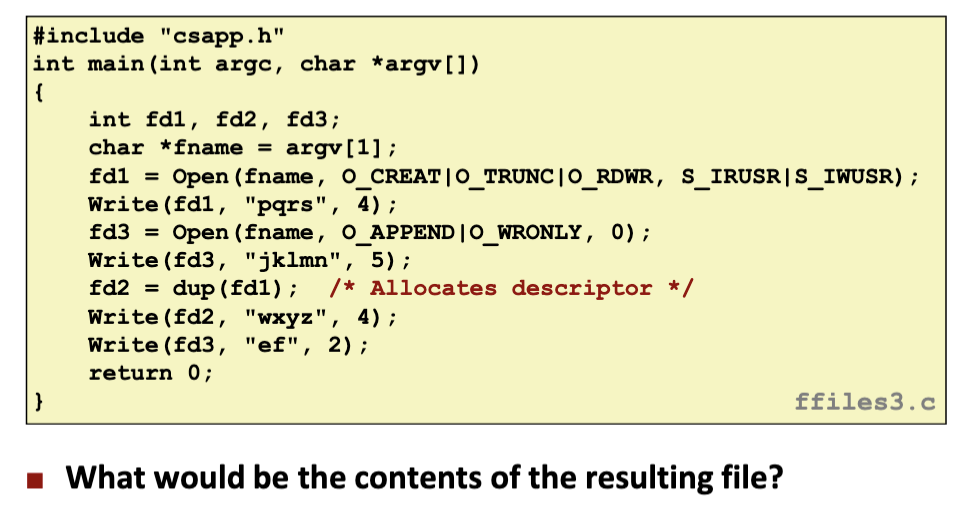 #include "csapp.h"
int main(int argc, char *argv[])
{
    int fd1, fd2, fd3;
    char *fname = argv[1];
    fd1 = Open(fname, O_CREAT|O_TRUNC|O_RDWR, S_IRUSR|S_IWUSR);
    Write(fd1, "pqrs", 4);
    fd3 = Open(fname, O_APPEND|O_WRONLY, 0);
    Write(fd3, "jklmn", 5);
    fd2 = dup(fd1);  /* Allocates descriptor */
    Write(fd2, "wxyz", 4);
    Write(fd3, "ef", 2);
    return 0;
}
ffiles3.c
What would be the contents of the resulting file?